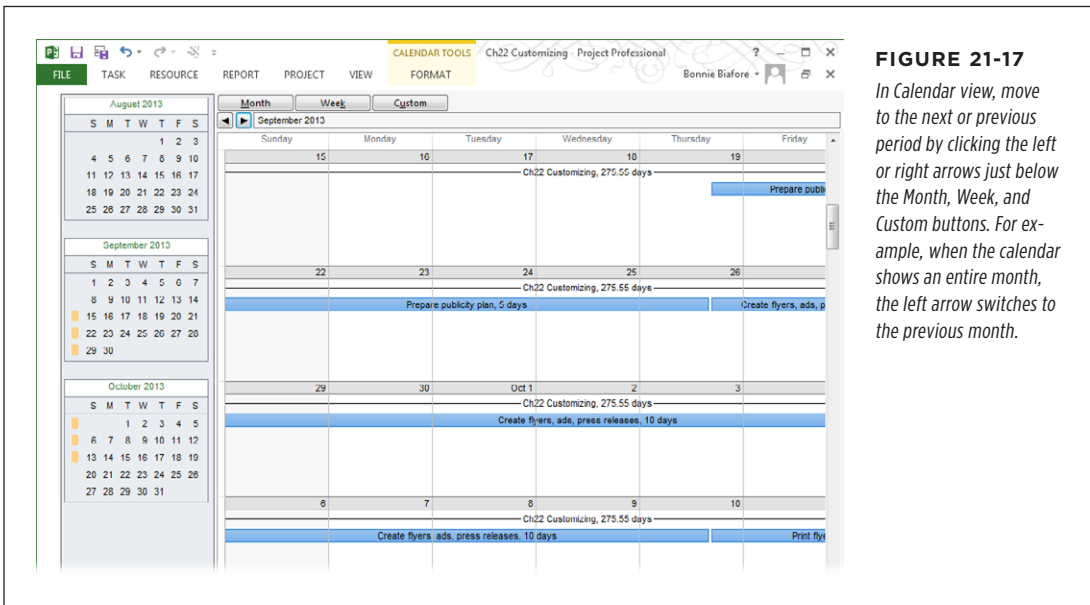 CALENDAR TOOLS Ch22 Customizing - Project Professional ?
FILE TASK RESOURCE REPORT PROJECT VIEW FORMAT Bonnie Biafore
August 2013
S M T W T F S
1 2 3
4 5 6 7 8 9 10
11 12 13 14 15 16 17
18 19 20 21 22 23 24
25 26 27 28 29 30 31
September 2013
S M T W T F S
1 2 3 4 5 6 7
8 9 10 11 12 13 14
15 16 17 18 19 20 21
22 23 24 25 26 27 28
29 30
October 2013
S M T W T F S
1 2 3 4 5
6 7 8 9 10 11 12
13 14 15 16 17 18 19
20 21 22 23 24 25 26
27 28 29 30 31
Month Week Custom
September 2013
Sunday Monday Tuesday Wednesday Thursday Friday
15 16 17 18 19
Ch22 Customizing, 275.55 days
Prepare publi
22 23 24 25 26
Ch22 Customizing, 275.55 days
Prepare publicity plan, 5 days Create flyers, ads, p
29 30 Oct 1 2 3
Ch22 Customizing, 275.55 days
Create flyers, ads, press releases, 10 days
6 7 8 9 10
Ch22 Customizing, 275.55 days
Create flyers, ads, press releases, 10 days Print flye
FIGURE 21-17
In Calendar view, move
to the next or previous
period by clicking the left
or right arrows just below
the Month, Week, and
Custom buttons. For ex-
ample, when the calendar
shows an entire month,
the left arrow switches to
the previous month.